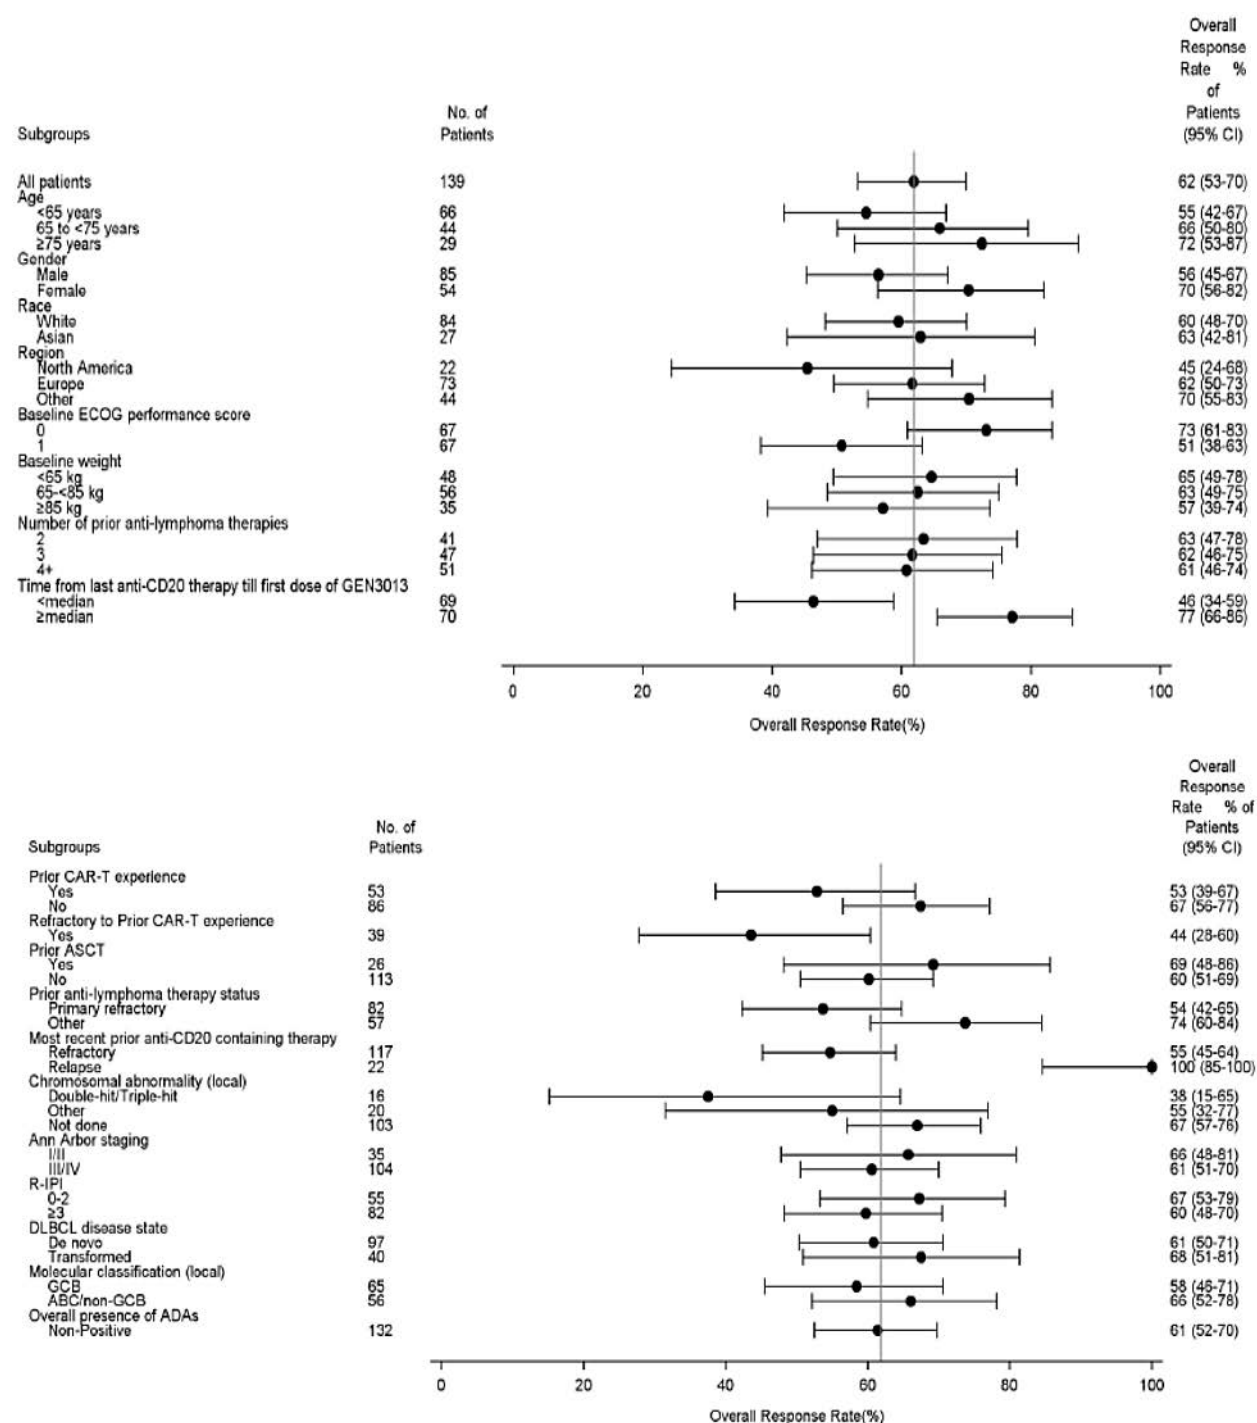 Overall
Response
Rate %
of
Patients
(95% CI)
No. of
Patients
Subgroups
All patients 139 62 (53-70)
Age
<65 years 66 55 (42-67)
65 to <75 years 44 66 (50-80)
≥75 years 29 72 (53-87)
Gender
Male 85 56 (45-67)
Female 54 70 (56-82)
Race
White 84 60 (48-70)
Asian 27 63 (42-81)
Region
North America 22 45 (24-68)
Europe 73 62 (50-73)
Other 44 70 (55-83)
Baseline ECOG performance score
0 67 73 (61-83)
1 67 51 (38-63)
Baseline weight
<65 kg 48 65 (49-78)
65-<85 kg 56 63 (49-75)
≥85 kg 35 57 (39-74)
Number of prior anti-lymphoma therapies
2 41 63 (47-78)
3 47 62 (46-75)
4+ 51 61 (46-74)
Time from last anti-CD20 therapy till first dose of GEN3013
<median 69 46 (34-59)
≥median 70 77 (66-86)
0 20 40 60 80 100
Overall Response Rate(%)
Overall
Response
Rate % of
Patients
(95% CI)
No. of
Patients
Subgroups
Prior CAR-T experience
Yes 53 53 (39-67)
No 86 67 (56-77)
Refractory to Prior CAR-T experience
Yes 39 44 (28-60)
Prior ASCT
Yes 26 69 (48-86)
No 113 60 (51-69)
Prior anti-lymphoma therapy status
Primary refractory 82 54 (42-65)
Other 57 74 (60-84)
Most recent prior anti-CD20 containing therapy
Refractory 117 55 (45-64)
Relapse 22 100 (85-100)
Chromosomal abnormality (local)
Double-hit/Triple-hit 16 38 (15-65)
Other 20 55 (32-77)
Not done 103 67 (57-76)
Ann Arbor staging
I/II 35 66 (48-81)
III/IV 104 61 (51-70)
R-IPI
0-2 55 67 (53-79)
≥3 82 60 (48-70)
DLBCL disease state
De novo 97 61 (50-71)
Transformed 40 68 (51-81)
Molecular classification (local)
GCB 65 58 (46-71)
ABC/non-GCB 56 66 (52-78)
Overall presence of ADAs
Non-Positive 132 61 (52-70)
0 20 40 60 80 100
Overall Response Rate(%)